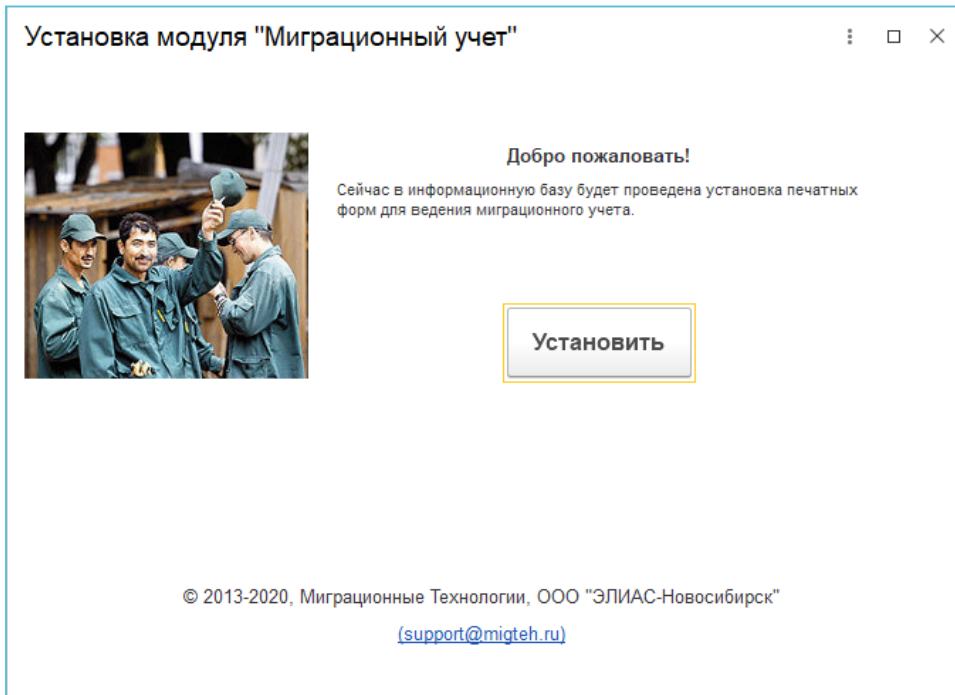 Установка модуля "Миграционный учет"
Добро пожаловать!
Сейчас в информационную базу будет проведена установка печатных
форм для ведения миграционного учета.
Установить
© 2013-2020, Миграционные Технологии, ООО "ЭЛИАС-Новосибирск"
(support@migteh.ru)